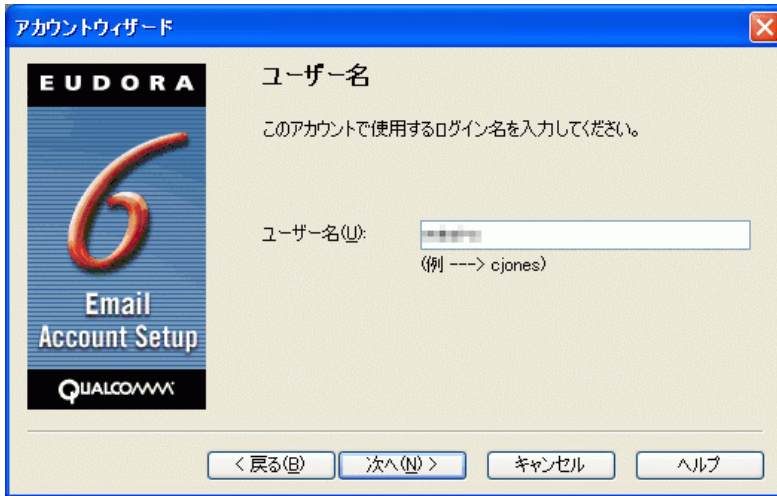 アカウントウィザード
EUDORA
6
Email
Account Setup
QUALCOMM
ユーザー名
このアカウントで使用するログイン名を入力してください。
ユーザー名(U):
(例 ---> cjones)
< 戻る(B)
次へ(N) >
キャンセル
ヘルプ